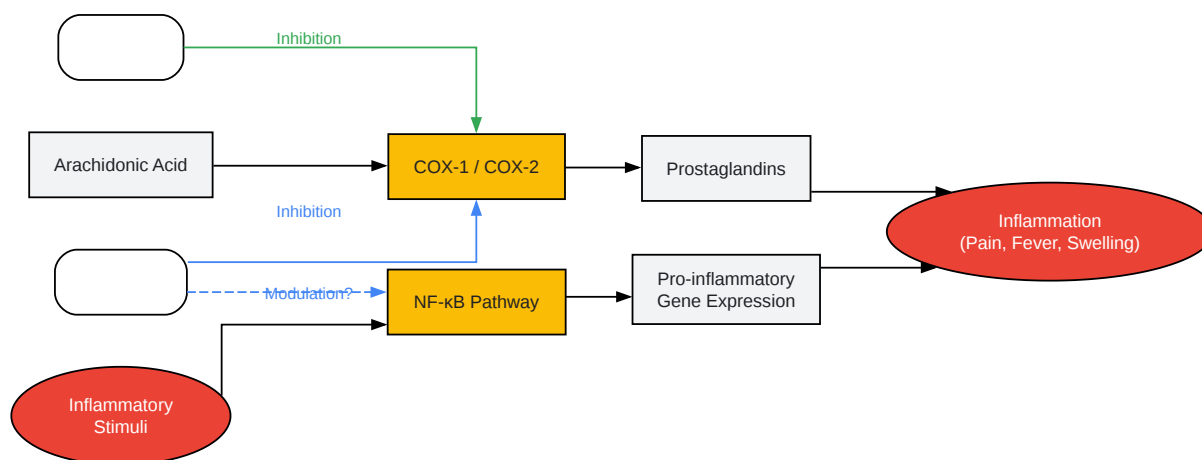 Inhibition
Arachidonic Acid
COX-1 / COX-2
Prostaglandins
Inhibition
Inflammation
(Pain, Fever, Swelling)
Modulation?
NF-κB Pathway
Pro-inflammatory
Gene Expression
Inflammatory
Stimuli